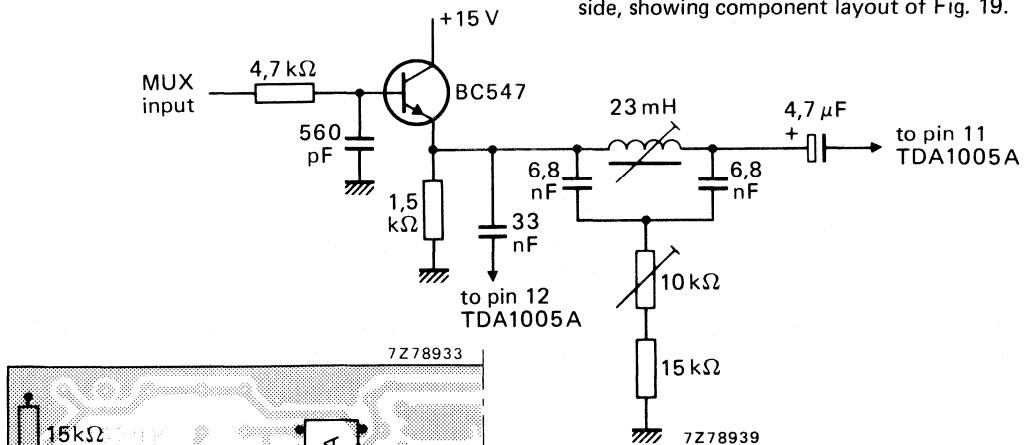 side, showing component layout of Fig. 19.
+15 V
4,7 kΩ
MUX
input
BC547
560
pF
23 mH
4,7 µF
+
to pin 11
TDA1005A
6,8
nF
6,8
nF
1,5
kΩ
33
nF
to pin 12
TDA1005A
10 kΩ
15 kΩ
7Z78933
7Z78939
15kΩ